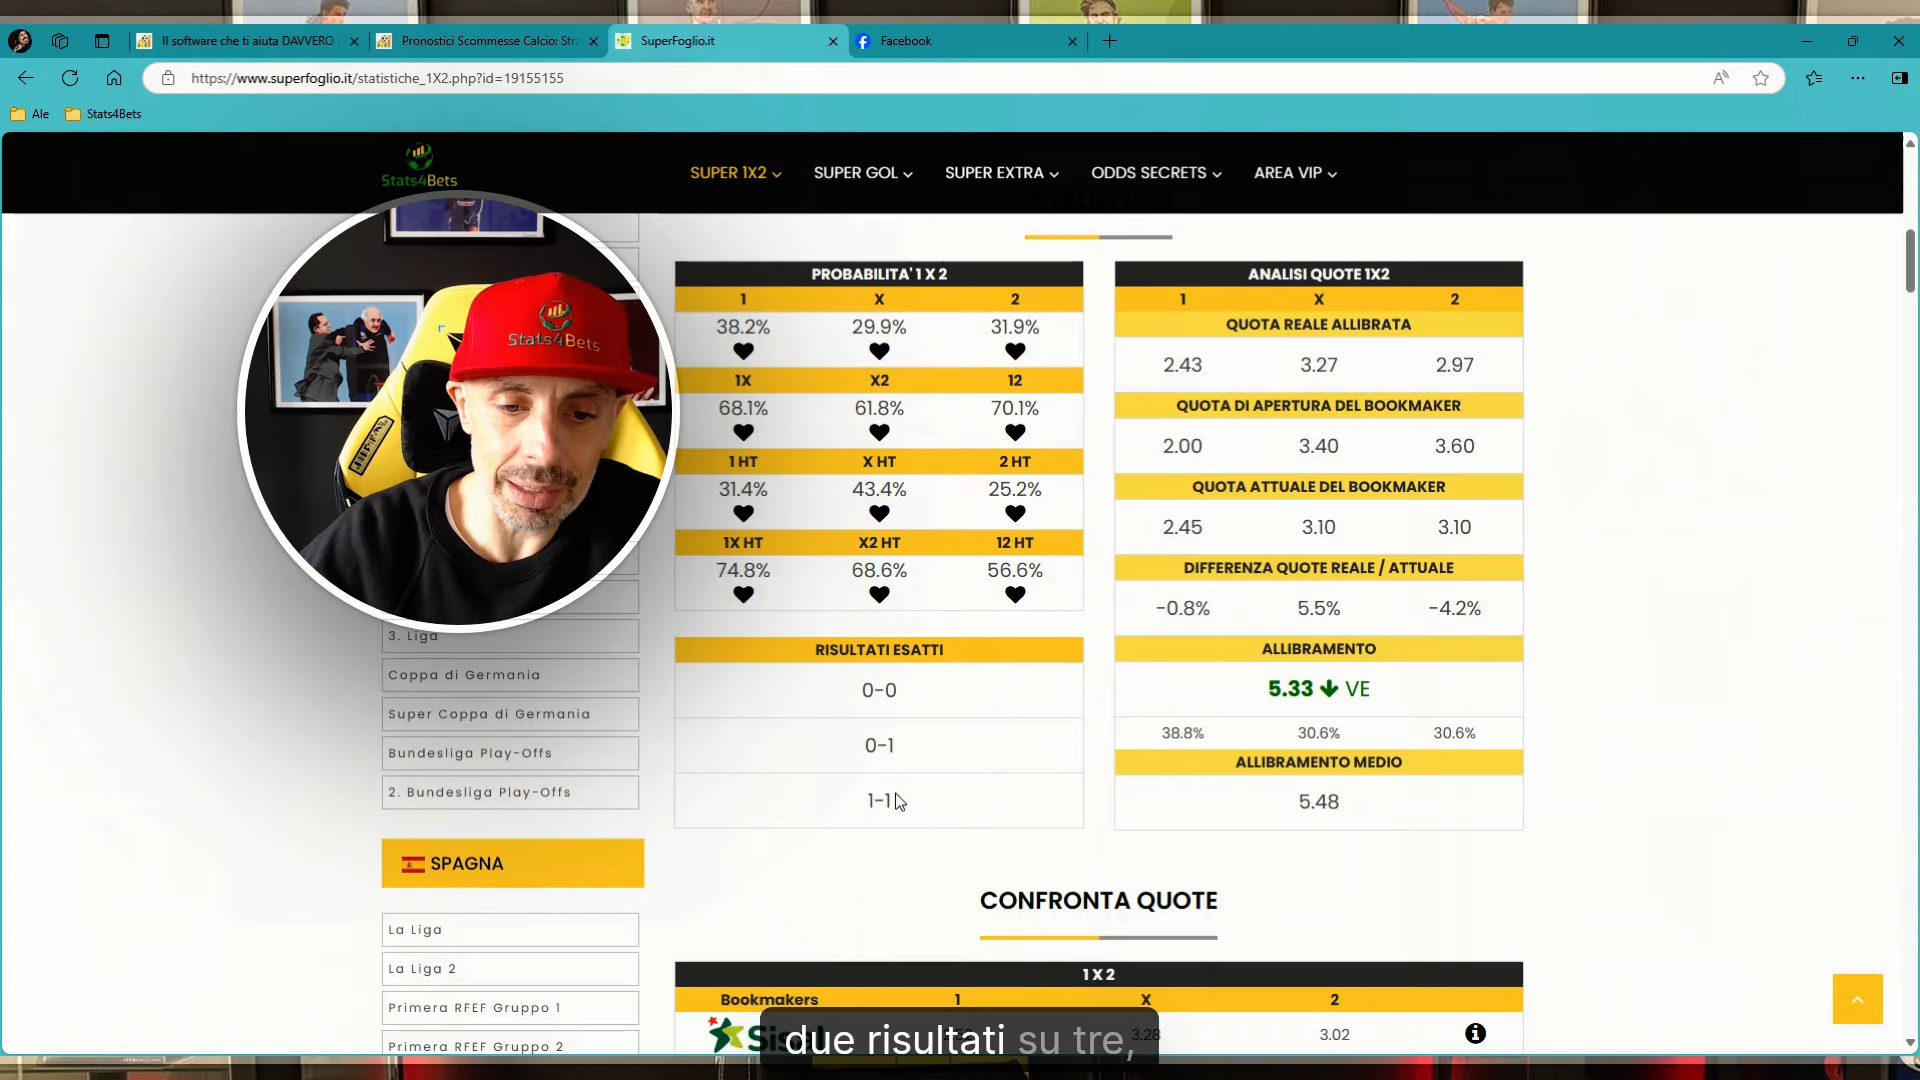 Il software che ti aiuta DAVVERO
Pronostici Scommesse Calcio: Stra
SuperFoglio.it
Facebook
https://www.superfoglio.it/statistiche_1X2.php?id=19155155
Ale
Stats4Bets
Stats4Bets
SUPER 1X2
SUPER GOL
SUPER EXTRA
ODDS SECRETS
AREA VIP
Stats4Bets
3. Liga
Coppa di Germania
Super Coppa di Germania
Bundesliga Play-Offs
2. Bundesliga Play-Offs
SPAGNA
La Liga
La Liga 2
Primera RFEF Gruppo 1
Primera RFEF Gruppo 2
PROBABILITA' 1 X 2
1 X 2
38.2% 29.9% 31.9%
1X X2 12
68.1% 61.8% 70.1%
1 HT X HT 2 HT
31.4% 43.4% 25.2%
1X HT X2 HT 12 HT
74.8% 68.6% 56.6%
RISULTATI ESATTI
0-0
0-1
1-1
ANALISI QUOTE 1X2
1 X 2
QUOTA REALE ALLIBRATA
2.43 3.27 2.97
QUOTA DI APERTURA DEL BOOKMAKER
2.00 3.40 3.60
QUOTA ATTUALE DEL BOOKMAKER
2.45 3.10 3.10
DIFFERENZA QUOTE REALE / ATTUALE
-0.8% 5.5% -4.2%
ALLIBRAMENTO
5.33 VE
38.8% 30.6% 30.6%
ALLIBRAMENTO MEDIO
5.48
CONFRONTA QUOTE
1 X 2
Bookmakers 1 X 2
3.28 3.02
due risultati su tre,